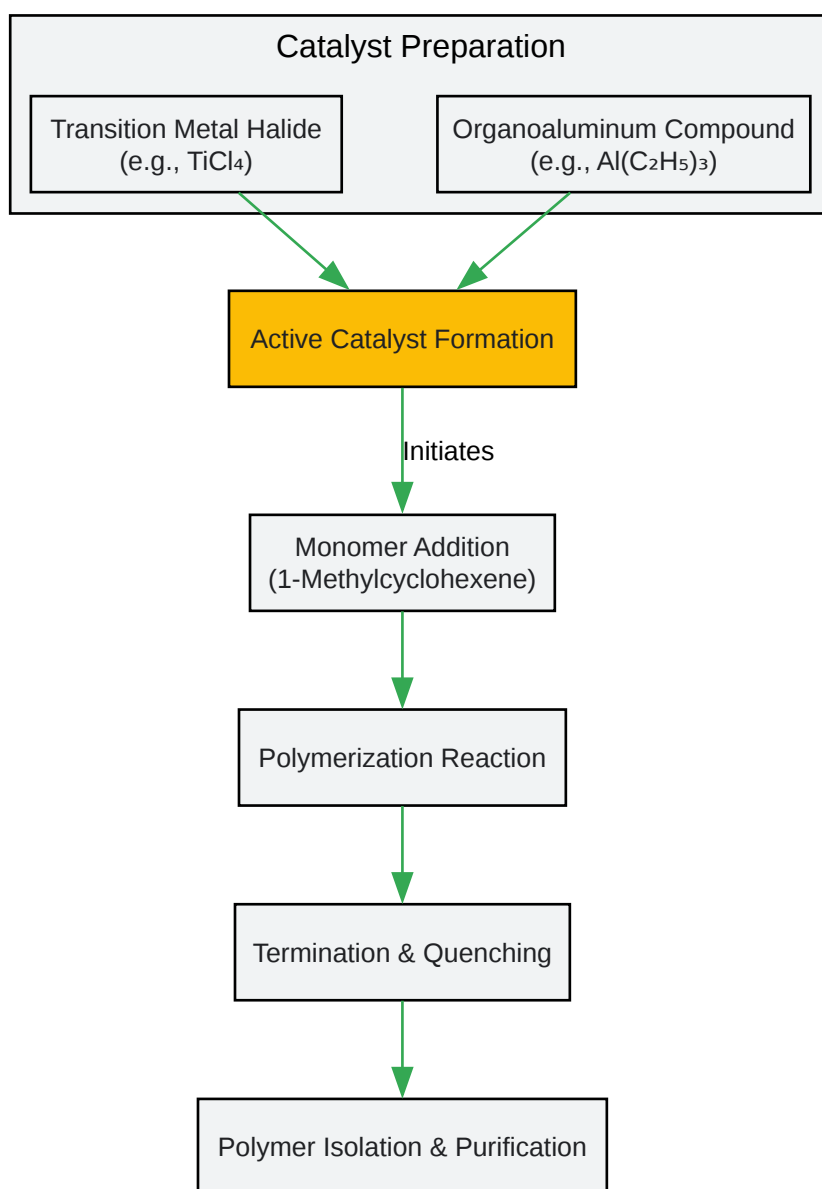 Catalyst Preparation
Transition Metal Halide
(e.g., TiCl₄)
Organoaluminum Compound
(e.g., Al(C₂H₅)₃)
Active Catalyst Formation
Initiates
Monomer Addition
(1-Methylcyclohexene)
Polymerization Reaction
Termination & Quenching
Polymer Isolation & Purification